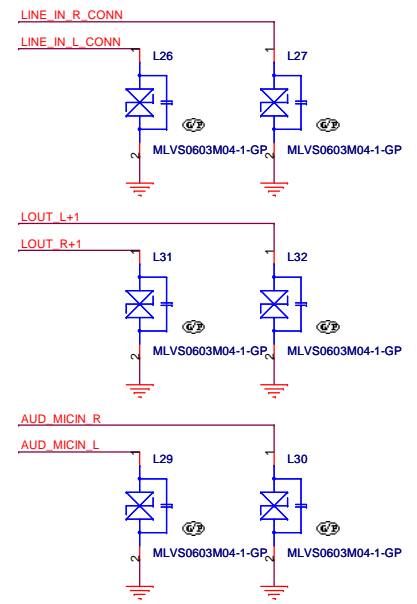 LINE_IN_R_CONN
LINE_IN_L_CONN
1
L26
1
L27
G/P
G/P
2
MLVS0603M04-1-GP
2
MLVS0603M04-1-GP
LOUT_L+1
LOUT_R+1
1
L31
1
L32
G/P
G/P
2
MLVS0603M04-1-GP
2
MLVS0603M04-1-GP
AUD_MICIN_R
AUD_MICIN_L
1
L29
1
L30
G/P
G/P
2
MLVS0603M04-1-GP
2
MLVS0603M04-1-GP